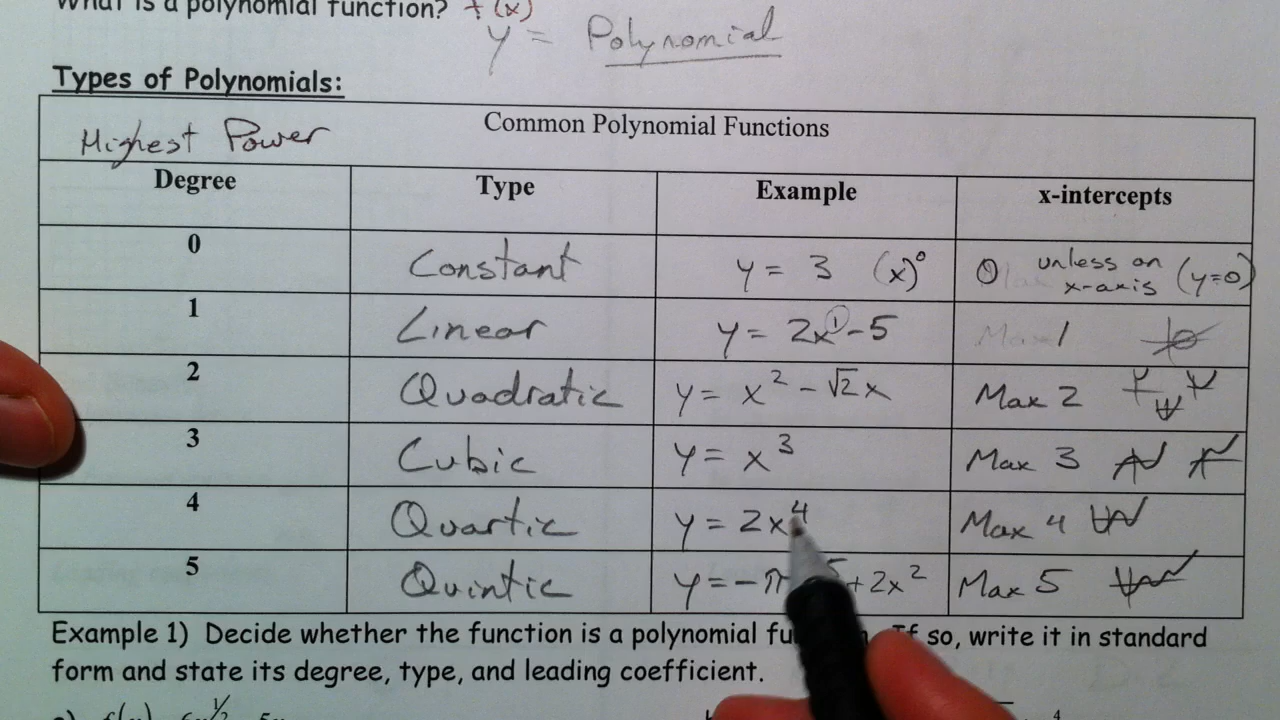 What is a polynomial function? f(x)
y = Polynomial
Types of Polynomials:
Highest Power
Common Polynomial Functions
Degree Type Example x-intercepts
0 Constant y = 3 (x)⁰ 0 unless on x-axis (y=0)
1 Linear y = 2x¹-5 1
2 Quadratic y = x² - √2x Max 2
3 Cubic y = x³ Max 3
4 Quartic y = 2x⁴ Max 4
5 Quintic y = -π +2x² Max 5
Example 1) Decide whether the function is a polynomial If so, write it in standard
form and state its degree, type, and leading coefficient.